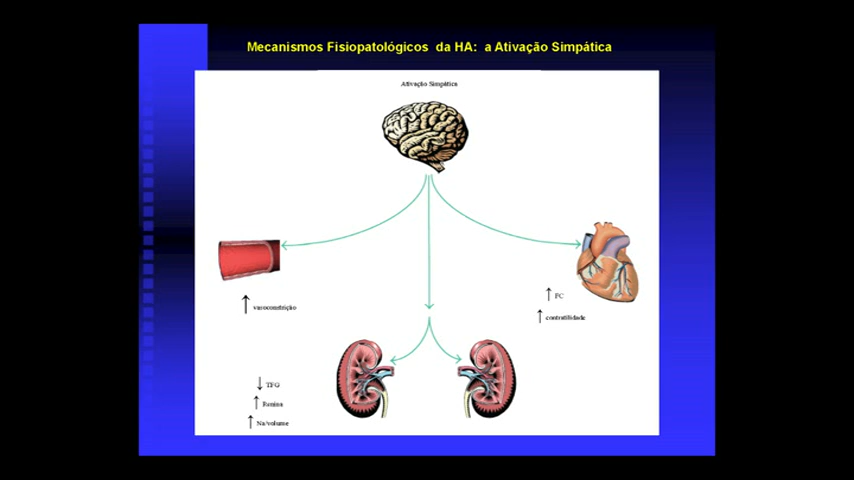 Mecanismos Fisiopatológicos da HA: a Ativação Simpática
Ativação Simpática
↑ vasoconstrição
↑ FC
↑ contratilidade
↓ TFG
↑ Renina
↑ Na/volume